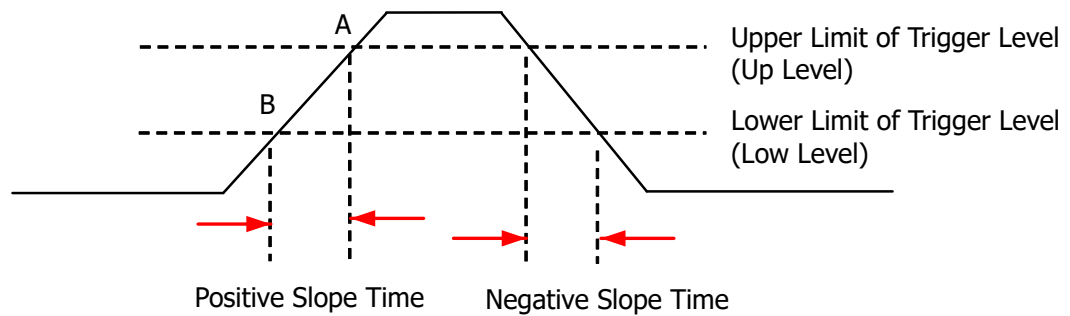 A
Upper Limit of Trigger Level
(Up Level)
B
Lower Limit of Trigger Level
(Low Level)
Positive Slope Time
Negative Slope Time